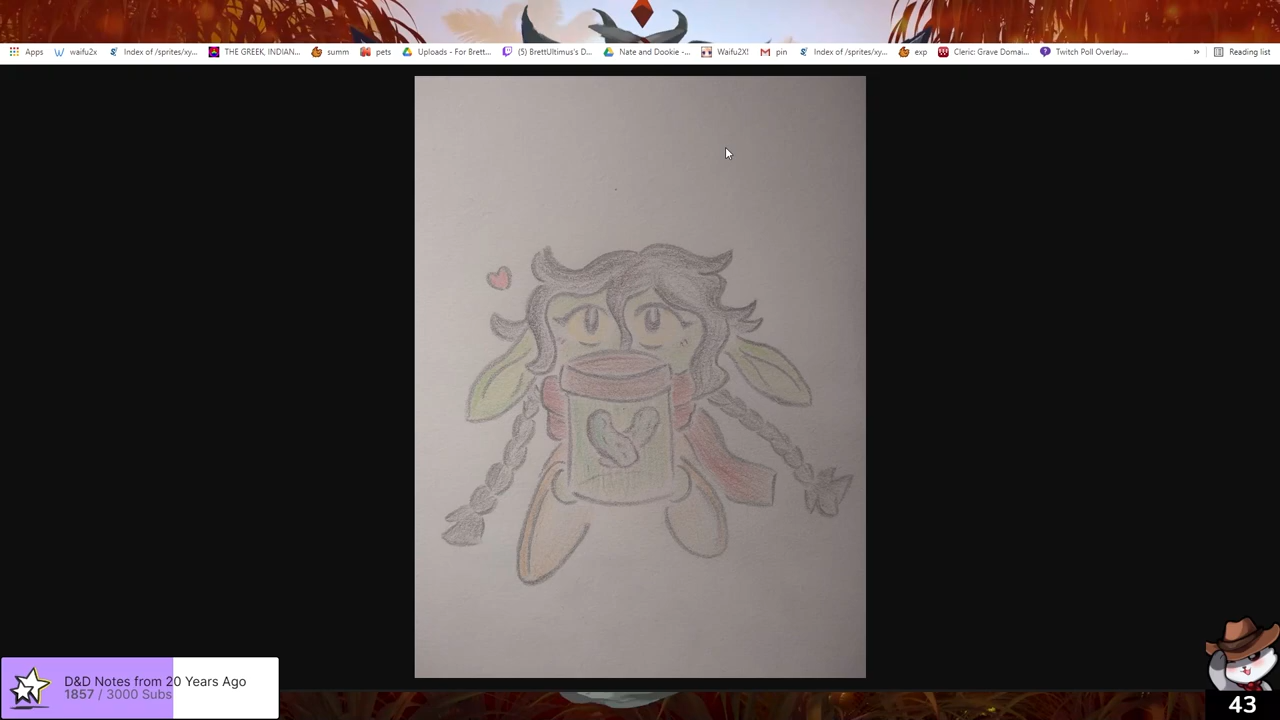 Apps waifu2x Index of /sprites/xy... THE GREEK, INDIAN... summ pets Uploads - For Brett... (5) BrettUltimus's D... Nate and Dookie -... Waifu2X! pin Index of /sprites/xy... exp Cleric: Grave Domai... Twitch Poll Overlay... » Reading list
D&D Notes from 20 Years Ago
1857 / 3000 Subs
43